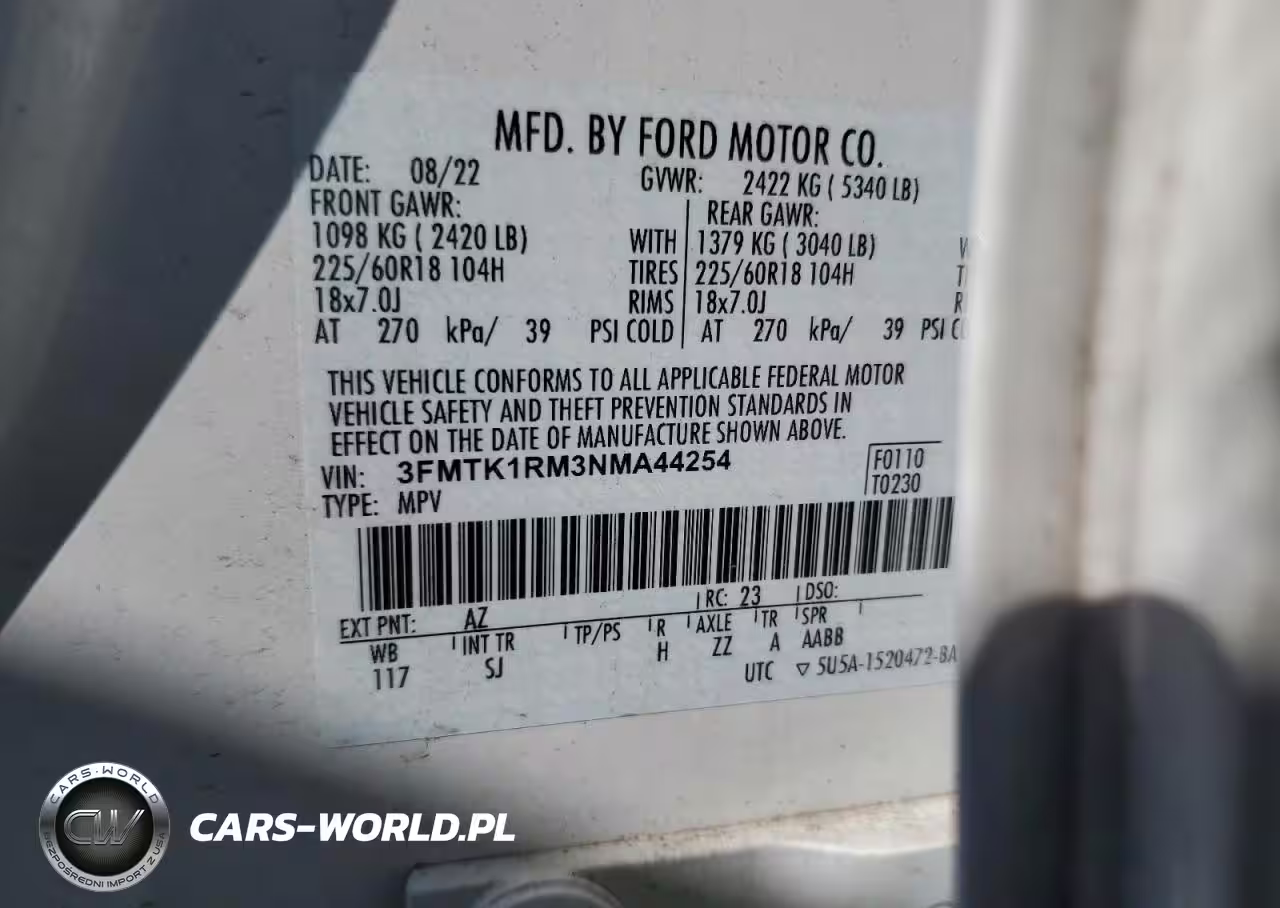 MFD. BY FORD MOTOR CO.
DATE: 08/22 GVWR: 2422 KG ( 5340 LB)
FRONT GAWR: REAR GAWR:
1098 KG ( 2420 LB) WITH 1379 KG ( 3040 LB)
225/60R18 104H TIRES 225/60R18 104H
18x7.0J RIMS 18x7.0J
AT 270 kPa/ 39 PSI COLD AT 270 kPa/ 39 PSI
THIS VEHICLE CONFORMS TO ALL APPLICABLE FEDERAL MOTOR
VEHICLE SAFETY AND THEFT PREVENTION STANDARDS IN
EFFECT ON THE DATE OF MANUFACTURE SHOWN ABOVE.
VIN: 3FMTK1RM3NMA44254 F0110
TYPE: MPV T0230
RC: 23 DSO:
EXT PNT: AZ
WB INT TR TP/PS R AXLE TR SPR
117 SJ H ZZ A AABB
UTC ▽ 5U5A-1520472-BA
CARS-WORLD
CW
BEZPOŚREDNI IMPORT Z USA
CARS-WORLD.PL